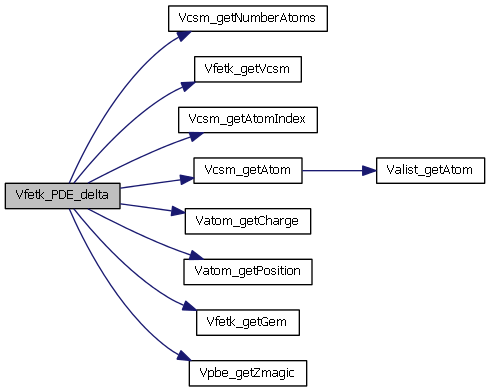 Vcsm_getNumberAtoms
Vfetk_getVcsm
Vcsm_getAtomIndex
Vcsm_getAtom
Valist_getAtom
Vfetk_PDE_delta
Vatom_getCharge
Vatom_getPosition
Vfetk_getGem
Vpbe_getZmagic